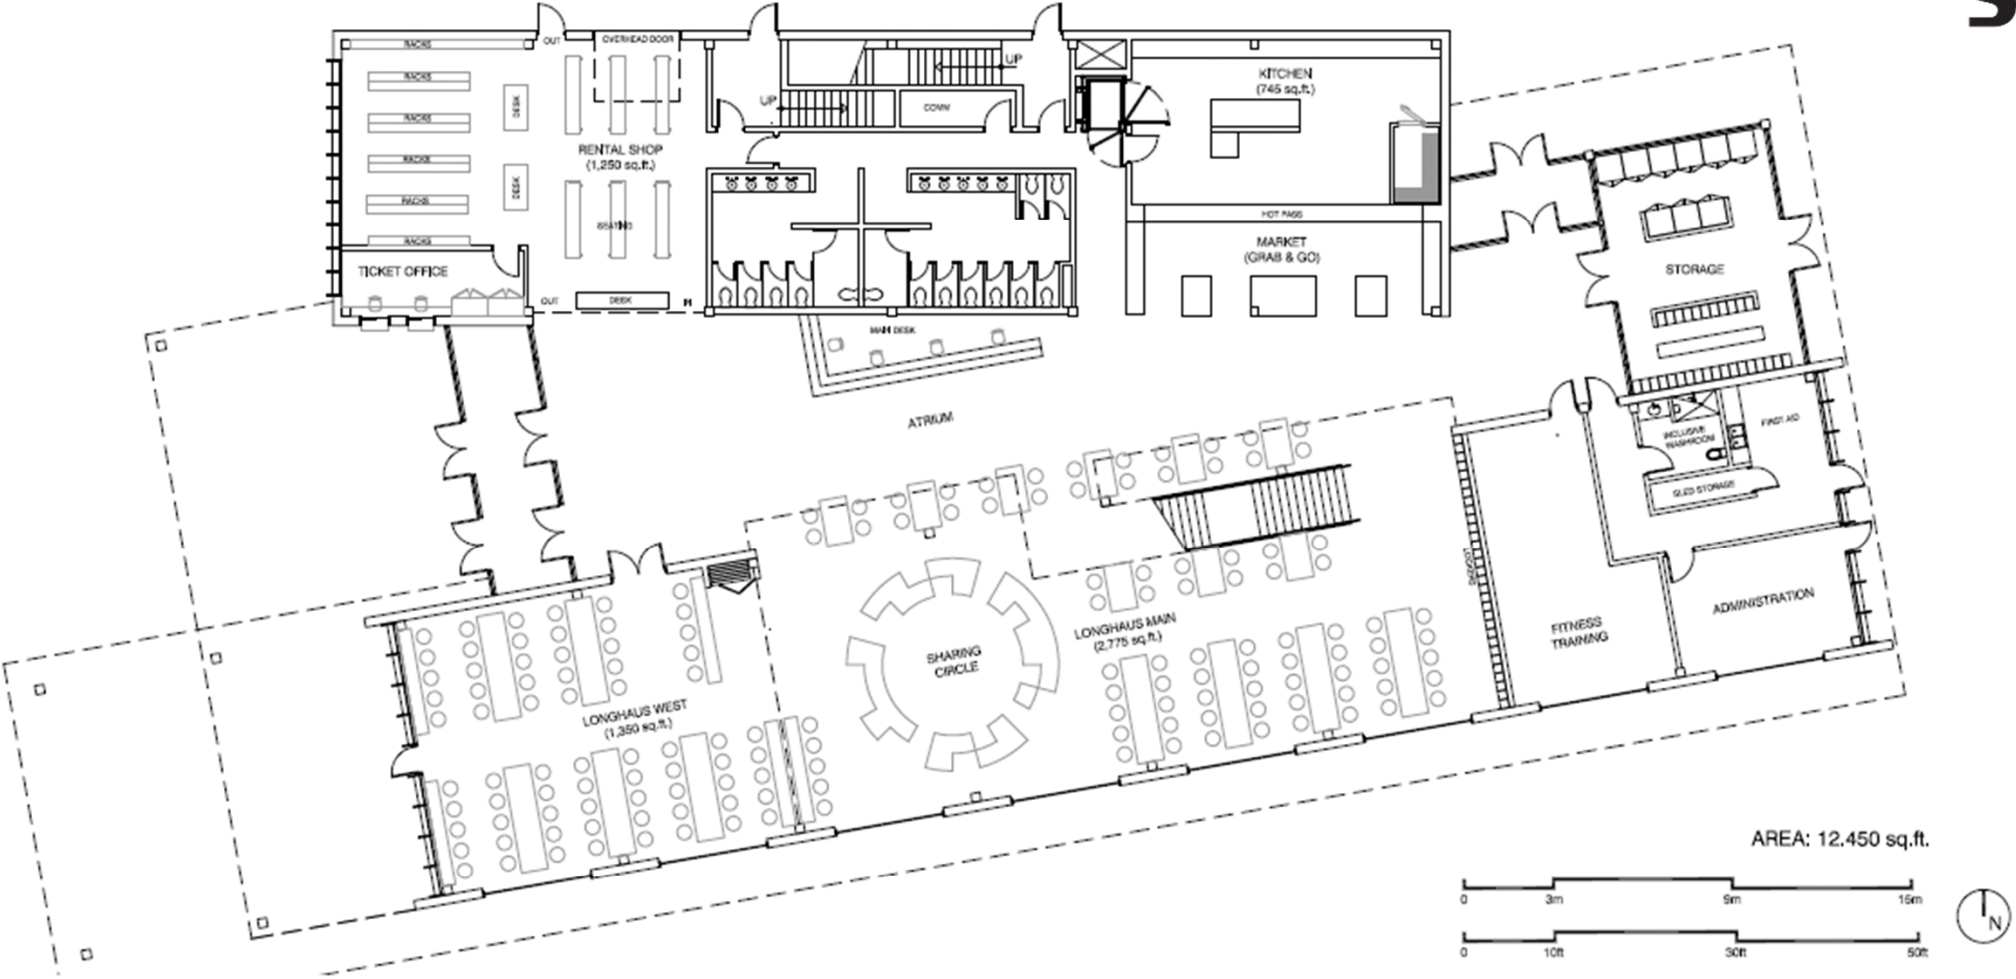 RACKS
OUT
OVERHEAD DOOR
RACKS
DESK
RACKS
RENTAL SHOP
(1,250 sq.ft.)
RACKS
DESK
RACKS
SEATING
RACKS
TICKET OFFICE
OUT
DESK
IN
UP
UP
COMM
KITCHEN
(745 sq.ft.)
HOT PASS
MARKET
(GRAB & GO)
STORAGE
MAIN DESK
ATRIUM
INCLUSIVE
WASHROOM
FIRST AID
SLED STORAGE
LONGHAUS MAIN
(2,775 sq.ft.)
SHARING
CIRCLE
FITNESS
TRAINING
ADMINISTRATION
LONGHAUS WEST
(1,350 sq.ft.)
AREA: 12.450 sq.ft.
0 3m 9m 15m
0 10ft 30ft 50ft
N